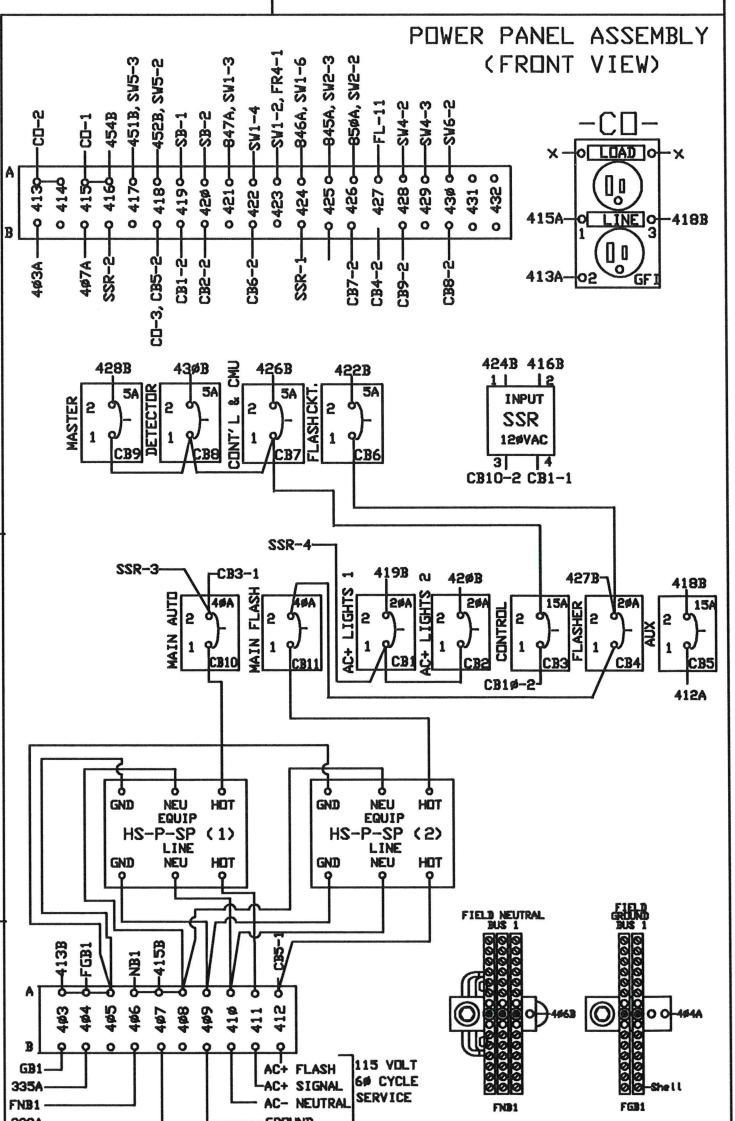 POWER PANEL ASSEMBLY
(FRONT VIEW)
CO-2
CO-1
454B
451B, SW5-3
452B, SW5-2
SB-1
SB-2
847A, SW1-3
SW1-4
SW1-2, FR4-1
846A, SW1-6
845A, SW2-3
850A, SW2-2
FL-11
SW4-2
SW4-3
SW6-2
A
413 414 415 416 417 418 419 420 421 422 423 424 425 426 427 428 429 430 431 432
B
403A
407A
SSR-2
CO-3, CB5-2
CB1-2
CB2-2
CB6-2
SSR-1
CB7-2
CB4-2
CB9-2
CB8-2
-CO-
X LOAD X
415A LINE 418B
1 3
413A 2 GFI
428B 430B 426B 422B
MASTER 2 1 5A CB9
DETECTOR 2 1 5A CB8
CONT'L & CMU 2 1 5A CB7
FLASH CKT. 2 1 5A CB6
424B 416B
1 2
INPUT
SSR
120VAC
3 4
CB10-2 CB1-1
SSR-4
SSR-3 CB3-1 419B 420B 427B 418B
MAIN AUTO 2 1 40A CB10
MAIN FLASH 2 1 40A CB11
AC+ LIGHTS 1 2 1 20A CB1
AC+ LIGHTS 2 2 1 20A CB2
CONTROL 2 1 15A CB3
FLASHER 2 1 20A CB4
AUX 2 1 15A CB5
CB10-2
412A
GND NEU HOT
EQUIP
HS-P-SP (1)
LINE
GND NEU HOT
GND NEU HOT
EQUIP
HS-P-SP (2)
LINE
GND NEU HOT
413B
FGB1
NB1
415B
CB5-1
A
403 404 405 406 407 408 409 410 411 412
B
GB1
335A
FNB1
AC+ FLASH
AC+ SIGNAL
AC- NEUTRAL
GROUND
115 VOLT
60 CYCLE
SERVICE
FIELD NEUTRAL
BUS 1
406B
FNB1
FIELD
GROUND
BUS 1
404A
Shell
FGB1